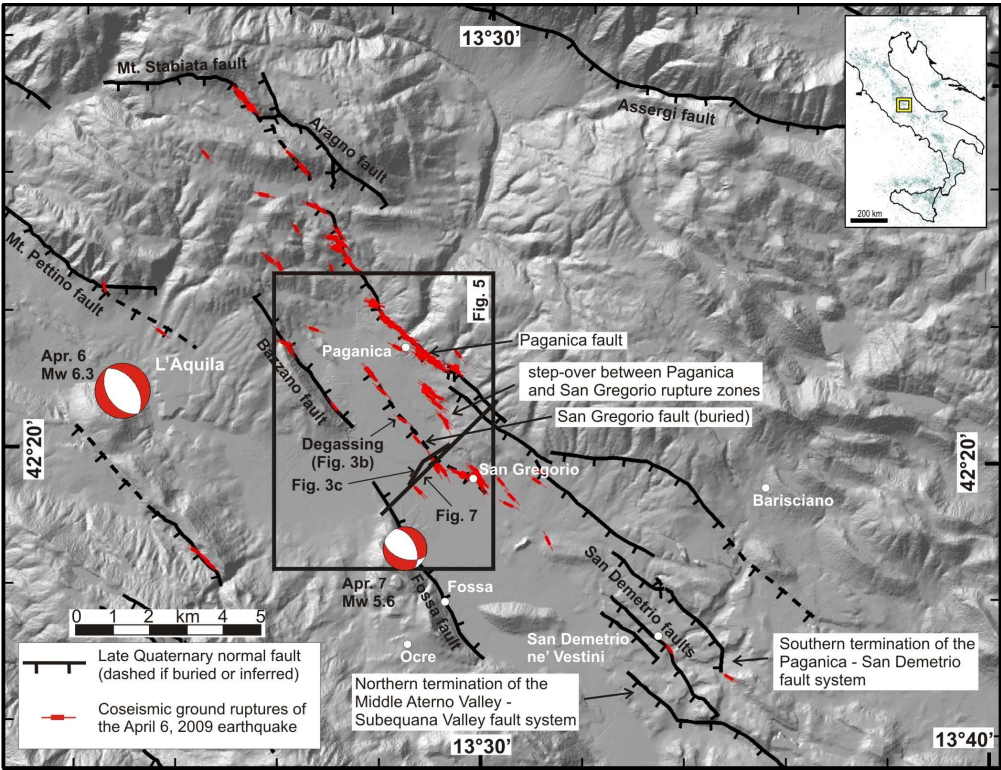 13°30’
Mt. Stabiata fault
Assergi fault
Aragno fault
200 km
Mt. Pettino fault
Fig. 5
Paganica fault
Paganica
Apr. 6
Mw 6.3
L'Aquila
Bazzano fault
step-over between Paganica
and San Gregorio rupture zones
San Gregorio fault (buried)
42°20’
Degassing
(Fig. 3b)
San Gregorio
42°20’
Fig. 3c
Barisciano
Fig. 7
Apr. 7
Mw 5.6
Fossa
Fossa fault
San Demetrio faults
0 1 2 km 4 5
Ocre
San Demetrio
ne' Vestini
Southern termination of the
Paganica - San Demetrio
fault system
Late Quaternary normal fault
(dashed if buried or inferred)
Northern termination of the
Middle Aterno Valley -
Subequana Valley fault system
Coseismic ground ruptures of
the April 6, 2009 earthquake
13°30’
13°40’